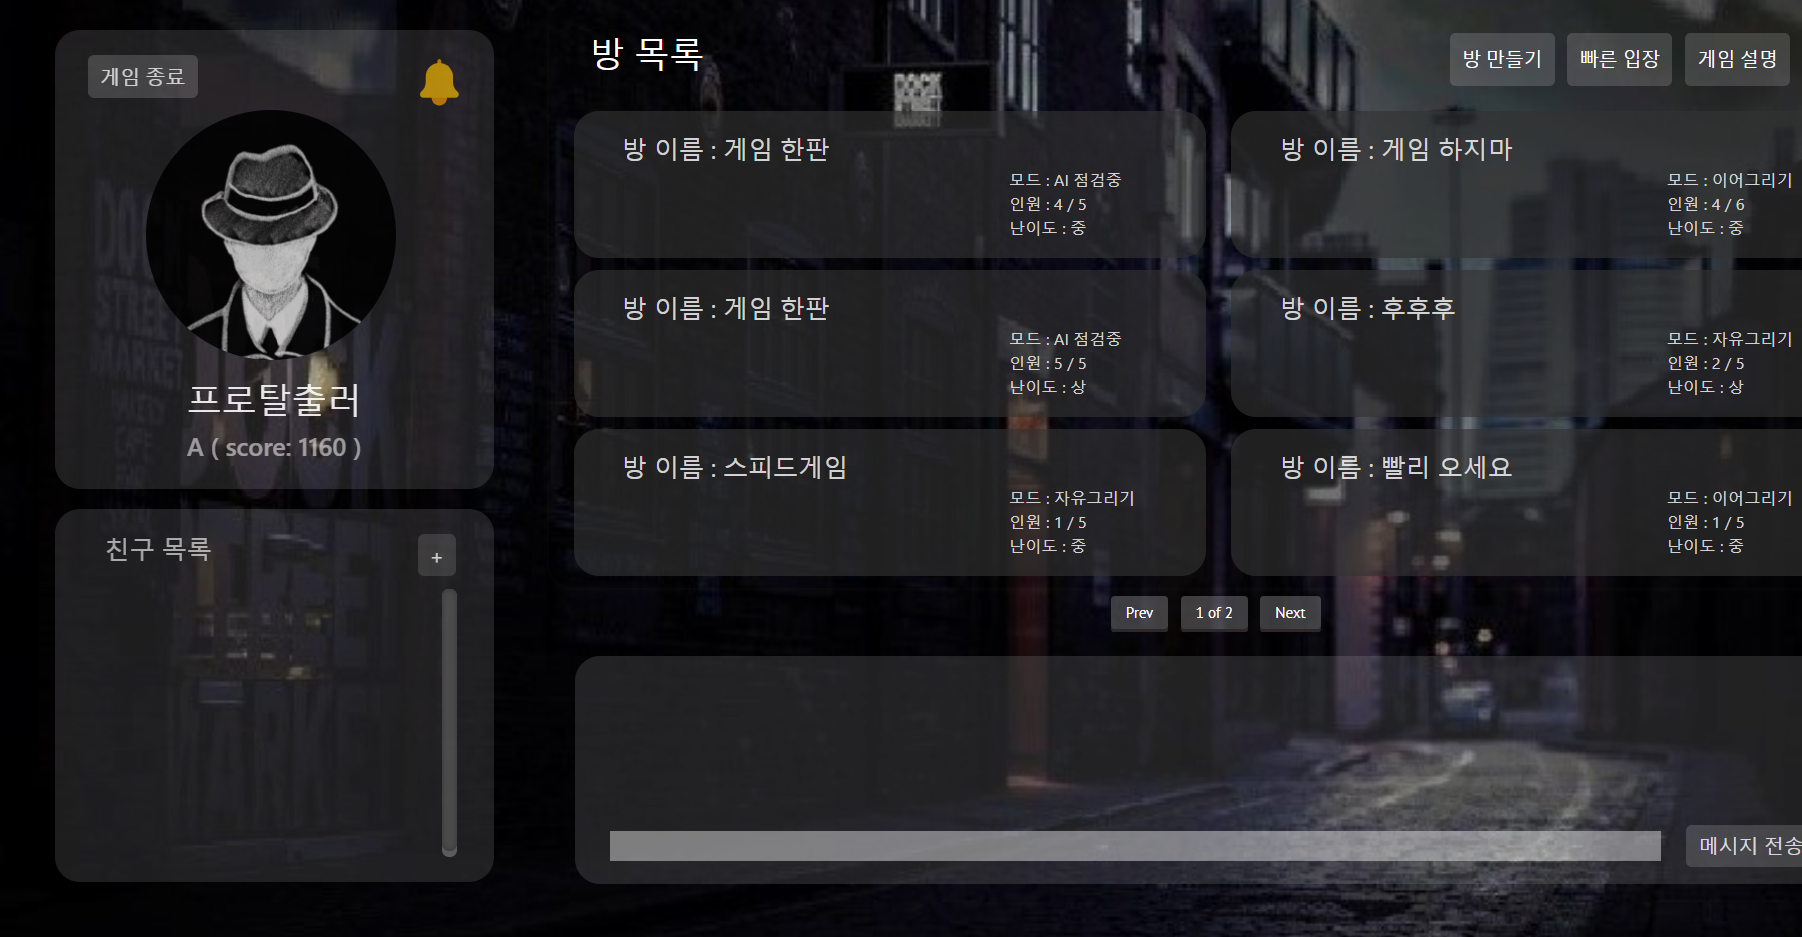 게임 종료
프로탈출러
A ( score: 1160 )
친구 목록
+
방 목록
방 만들기
빠른 입장
게임 설명
방 이름 : 게임 한판
모드 : AI 점검중
인원 : 4 / 5
난이도 : 중
방 이름 : 게임 하지마
모드 : 이어그리기
인원 : 4 / 6
난이도 : 중
방 이름 : 게임 한판
모드 : AI 점검중
인원 : 5 / 5
난이도 : 상
방 이름 : 후후후
모드 : 자유그리기
인원 : 2 / 5
난이도 : 상
방 이름 : 스피드게임
모드 : 자유그리기
인원 : 1 / 5
난이도 : 중
방 이름 : 빨리 오세요
모드 : 이어그리기
인원 : 1 / 5
난이도 : 중
Prev
1 of 2
Next
메시지 전송
DOCK
STREET
MARKET